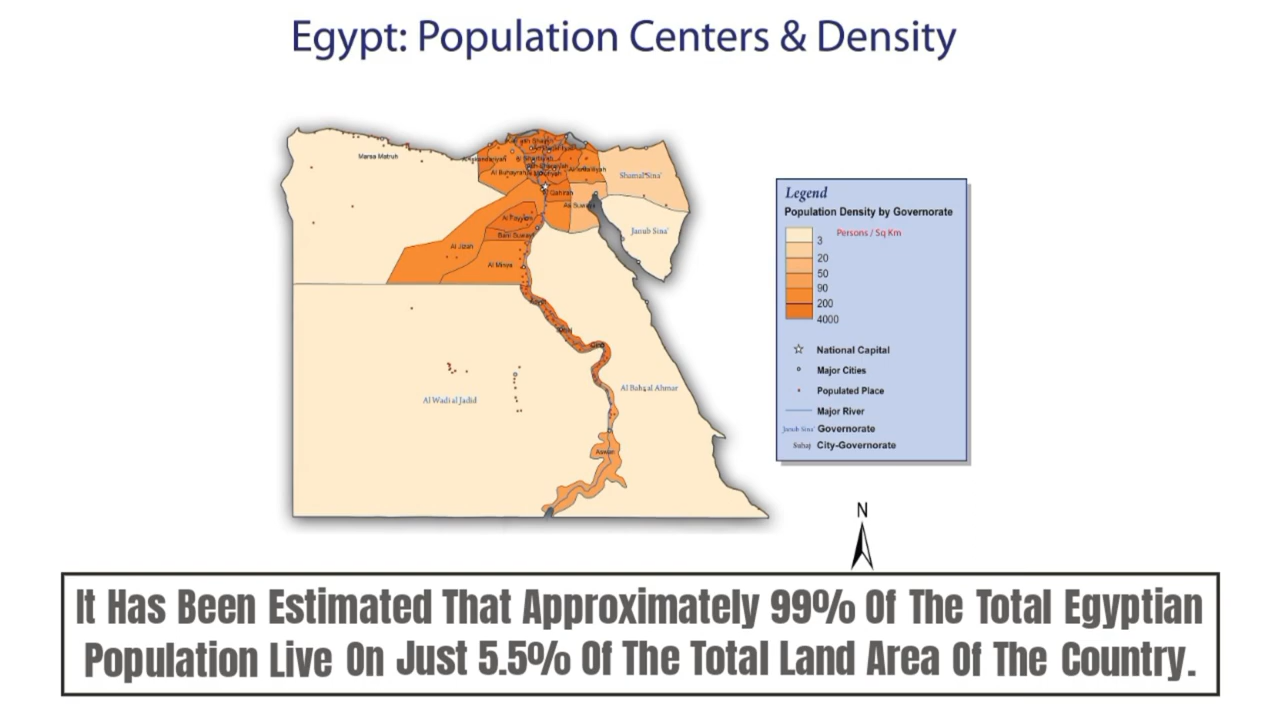 Egypt: Population Centers & Density
Marsa Matruh
Al Buhayrah
Al Qahirah
As Suways
Shamal Sina'
Janub Sina'
Al Fayyum
Bani Suwayf
Al Jizah
Al Minya
Al Wadi al Jadid
Al Bahr al Ahmar
Aswan
Legend
Population Density by Governorate
Persons / Sq Km
3
20
50
90
200
4000
National Capital
Major Cities
Populated Place
Major River
Janub Sina' Governorate
Suhaj City-Governorate
N
It Has Been Estimated That Approximately 99% Of The Total Egyptian
Population Live On Just 5.5% Of The Total Land Area Of The Country.